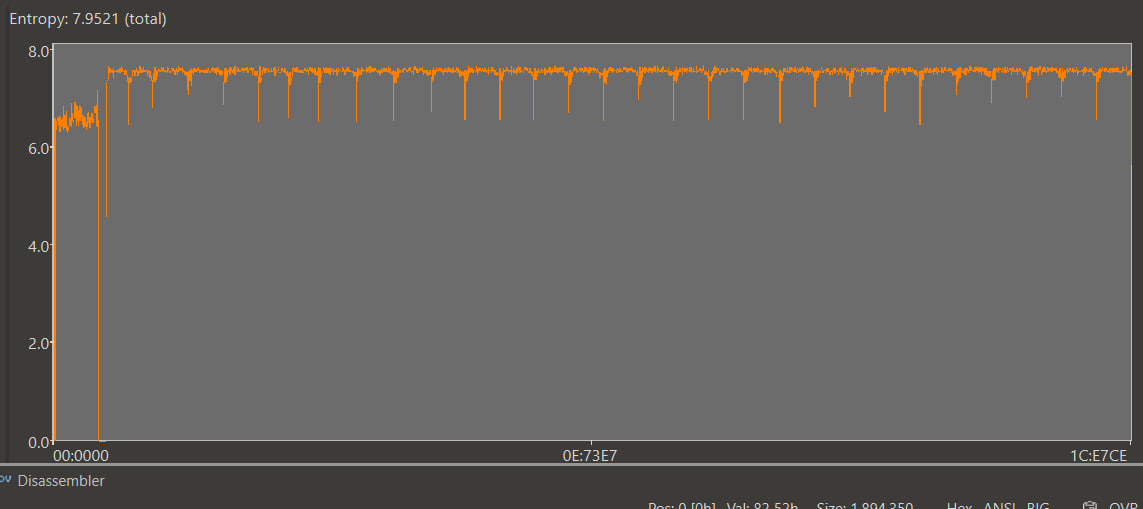 Entropy: 7.9521 (total)
8.0
6.0
4.0
2.0
0.0
00:0000 0E:73E7 1C:E7CE
Disassembler
Pos: 0 [0h] Val: 82 52h Size: 1 894 350 Hex ANSI BIG OVR